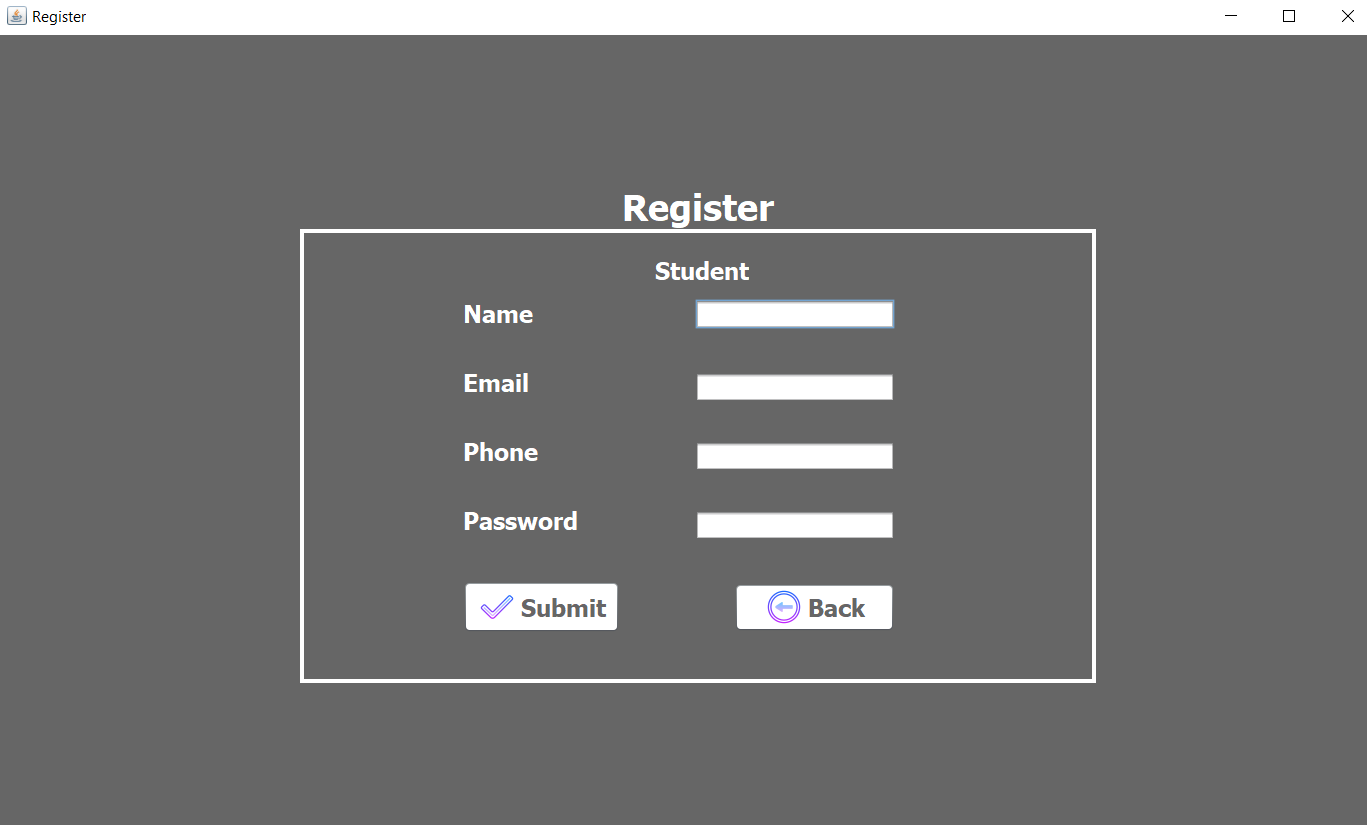 Register
Register
Student
Name
Email
Phone
Password
Submit Back